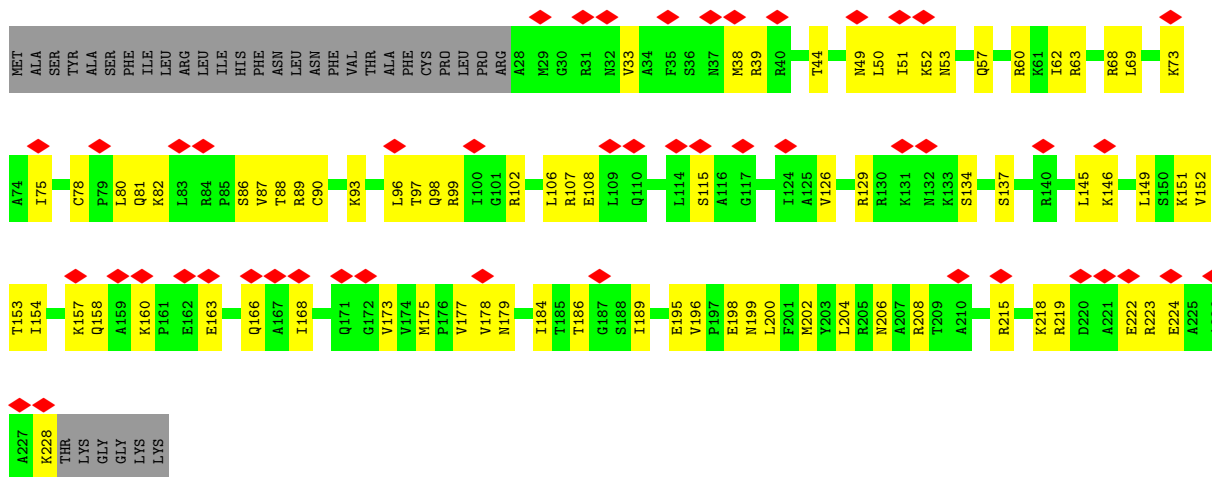 MET ALA SER TYR ALA SER PHE ILE LEU ARG LEU ILE HIS PHE ASN LEU ASN PHE VAL THR ALA PHE CYS PRO LEU PRO ARG A28 M29 G30 R31 N32 V33 A34 F35 S36 N37 M38 R39 R40 T44 N49 L50 I51 K52 N53 Q57 R60 K61 I62 R63 R68 L69 K73
A74 I75 C78 P79 L80 Q81 K82 L83 R84 P85 S86 V87 T88 R89 C90 K93 L96 T97 Q98 R99 I100 G101 R102 L106 R107 E108 L109 Q110 L114 S115 A116 G117 I124 A125 V126 R129 R130 K131 N132 K133 S134 S137 R140 L145 K146 L149 S150 K151 V152
T153 I154 K157 Q158 A159 K160 P161 E162 E163 Q166 A167 I168 Q171 G172 V173 V174 M175 P176 V177 V178 N179 I184 T185 T186 G187 S188 I189 E195 V196 P197 E198 N199 L200 F201 M202 Y203 L204 R205 N206 A207 R208 T209 A210 R215 K218 R219 D220 A221 E222 R223 E224 A225
A227 K228 THR LYS GLY GLY LYS LYS